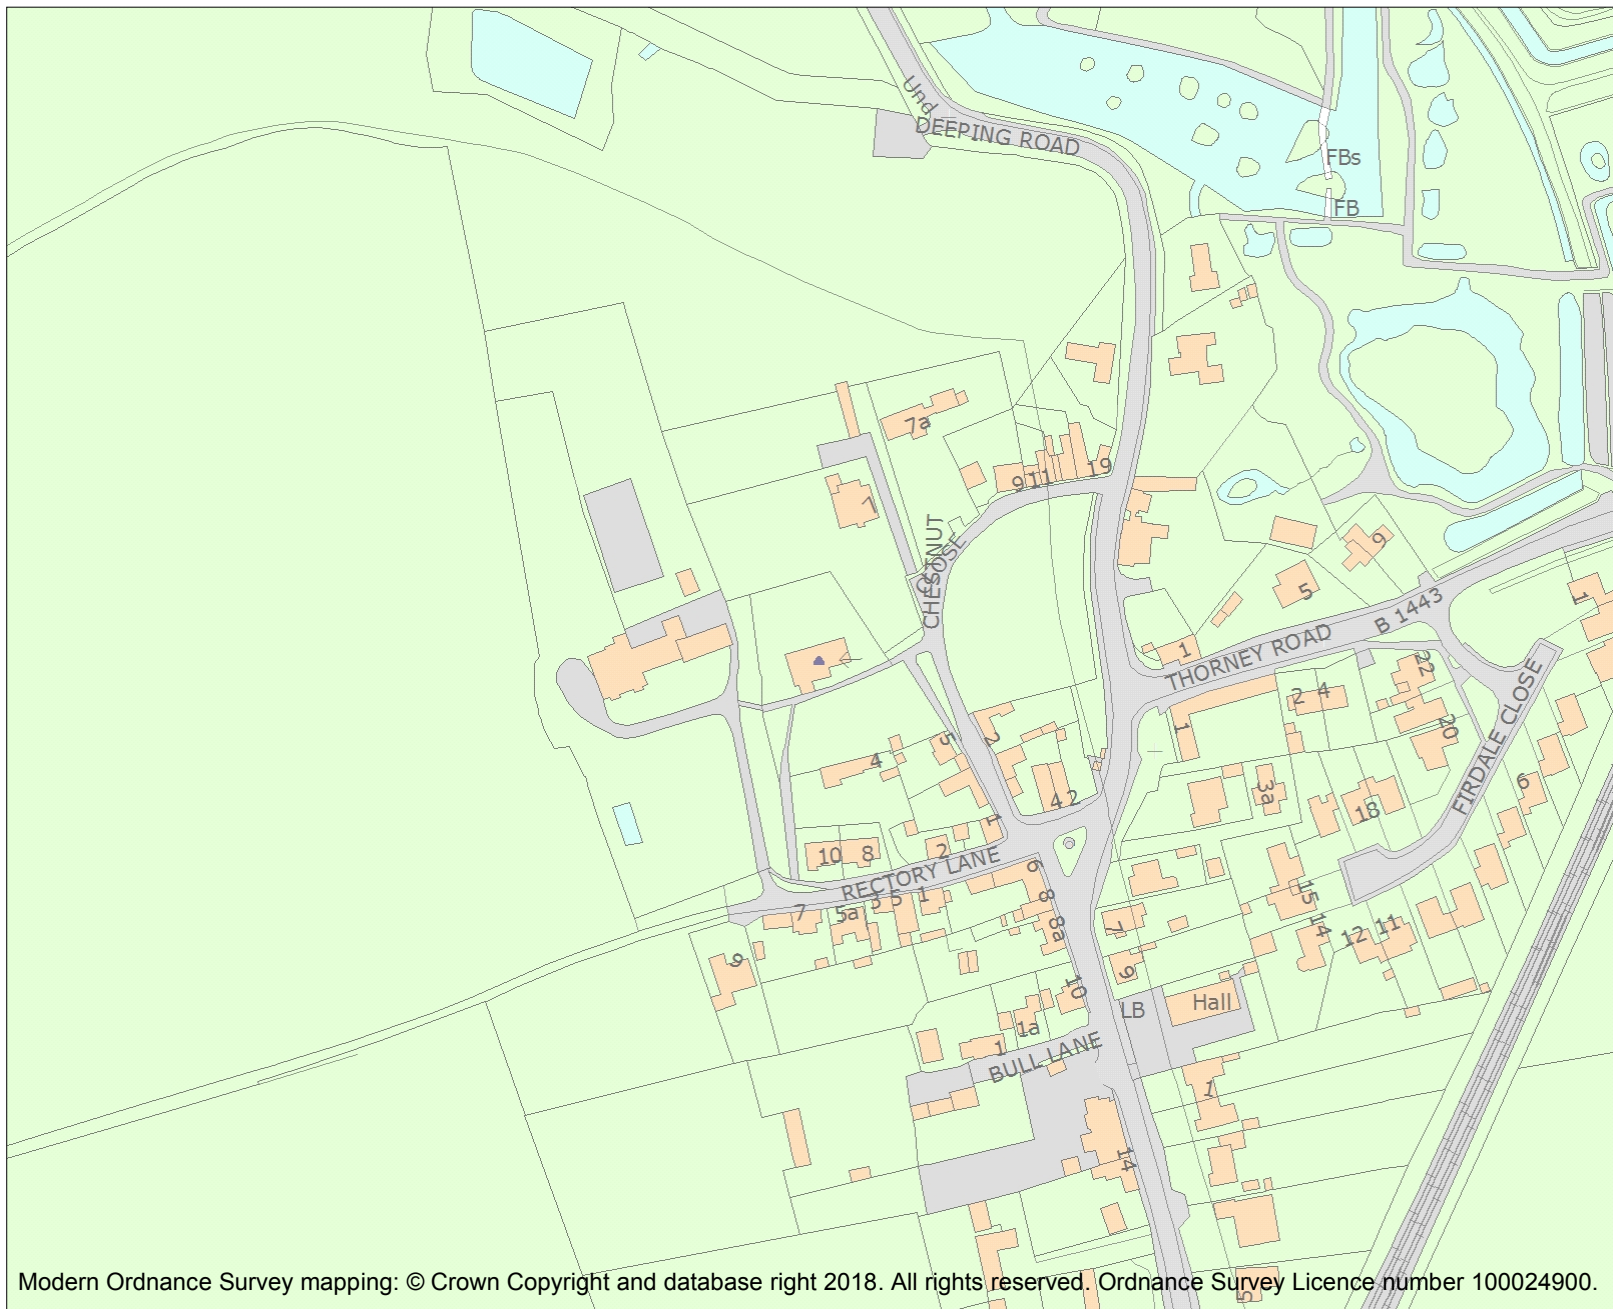 Und
DEEPING ROAD
FBs
FB
7a
7
9 11
19
CHESTNUT
CLOSE
9
5
1
B 1443
THORNEY ROAD
1
22
2 4
20
1
FIRDALE CLOSE
5
2
4
4 2
3a
18
6
1
10 8
2
RECTORY LANE
6
8
8a
7
5a
3
5
1
7
15
14
12
11
9
9
10
LB
Hall
1a
1
BULL LANE
1
14
5
Modern Ordnance Survey mapping: © Crown Copyright and database right 2018. All rights reserved. Ordnance Survey Licence number 100024900.